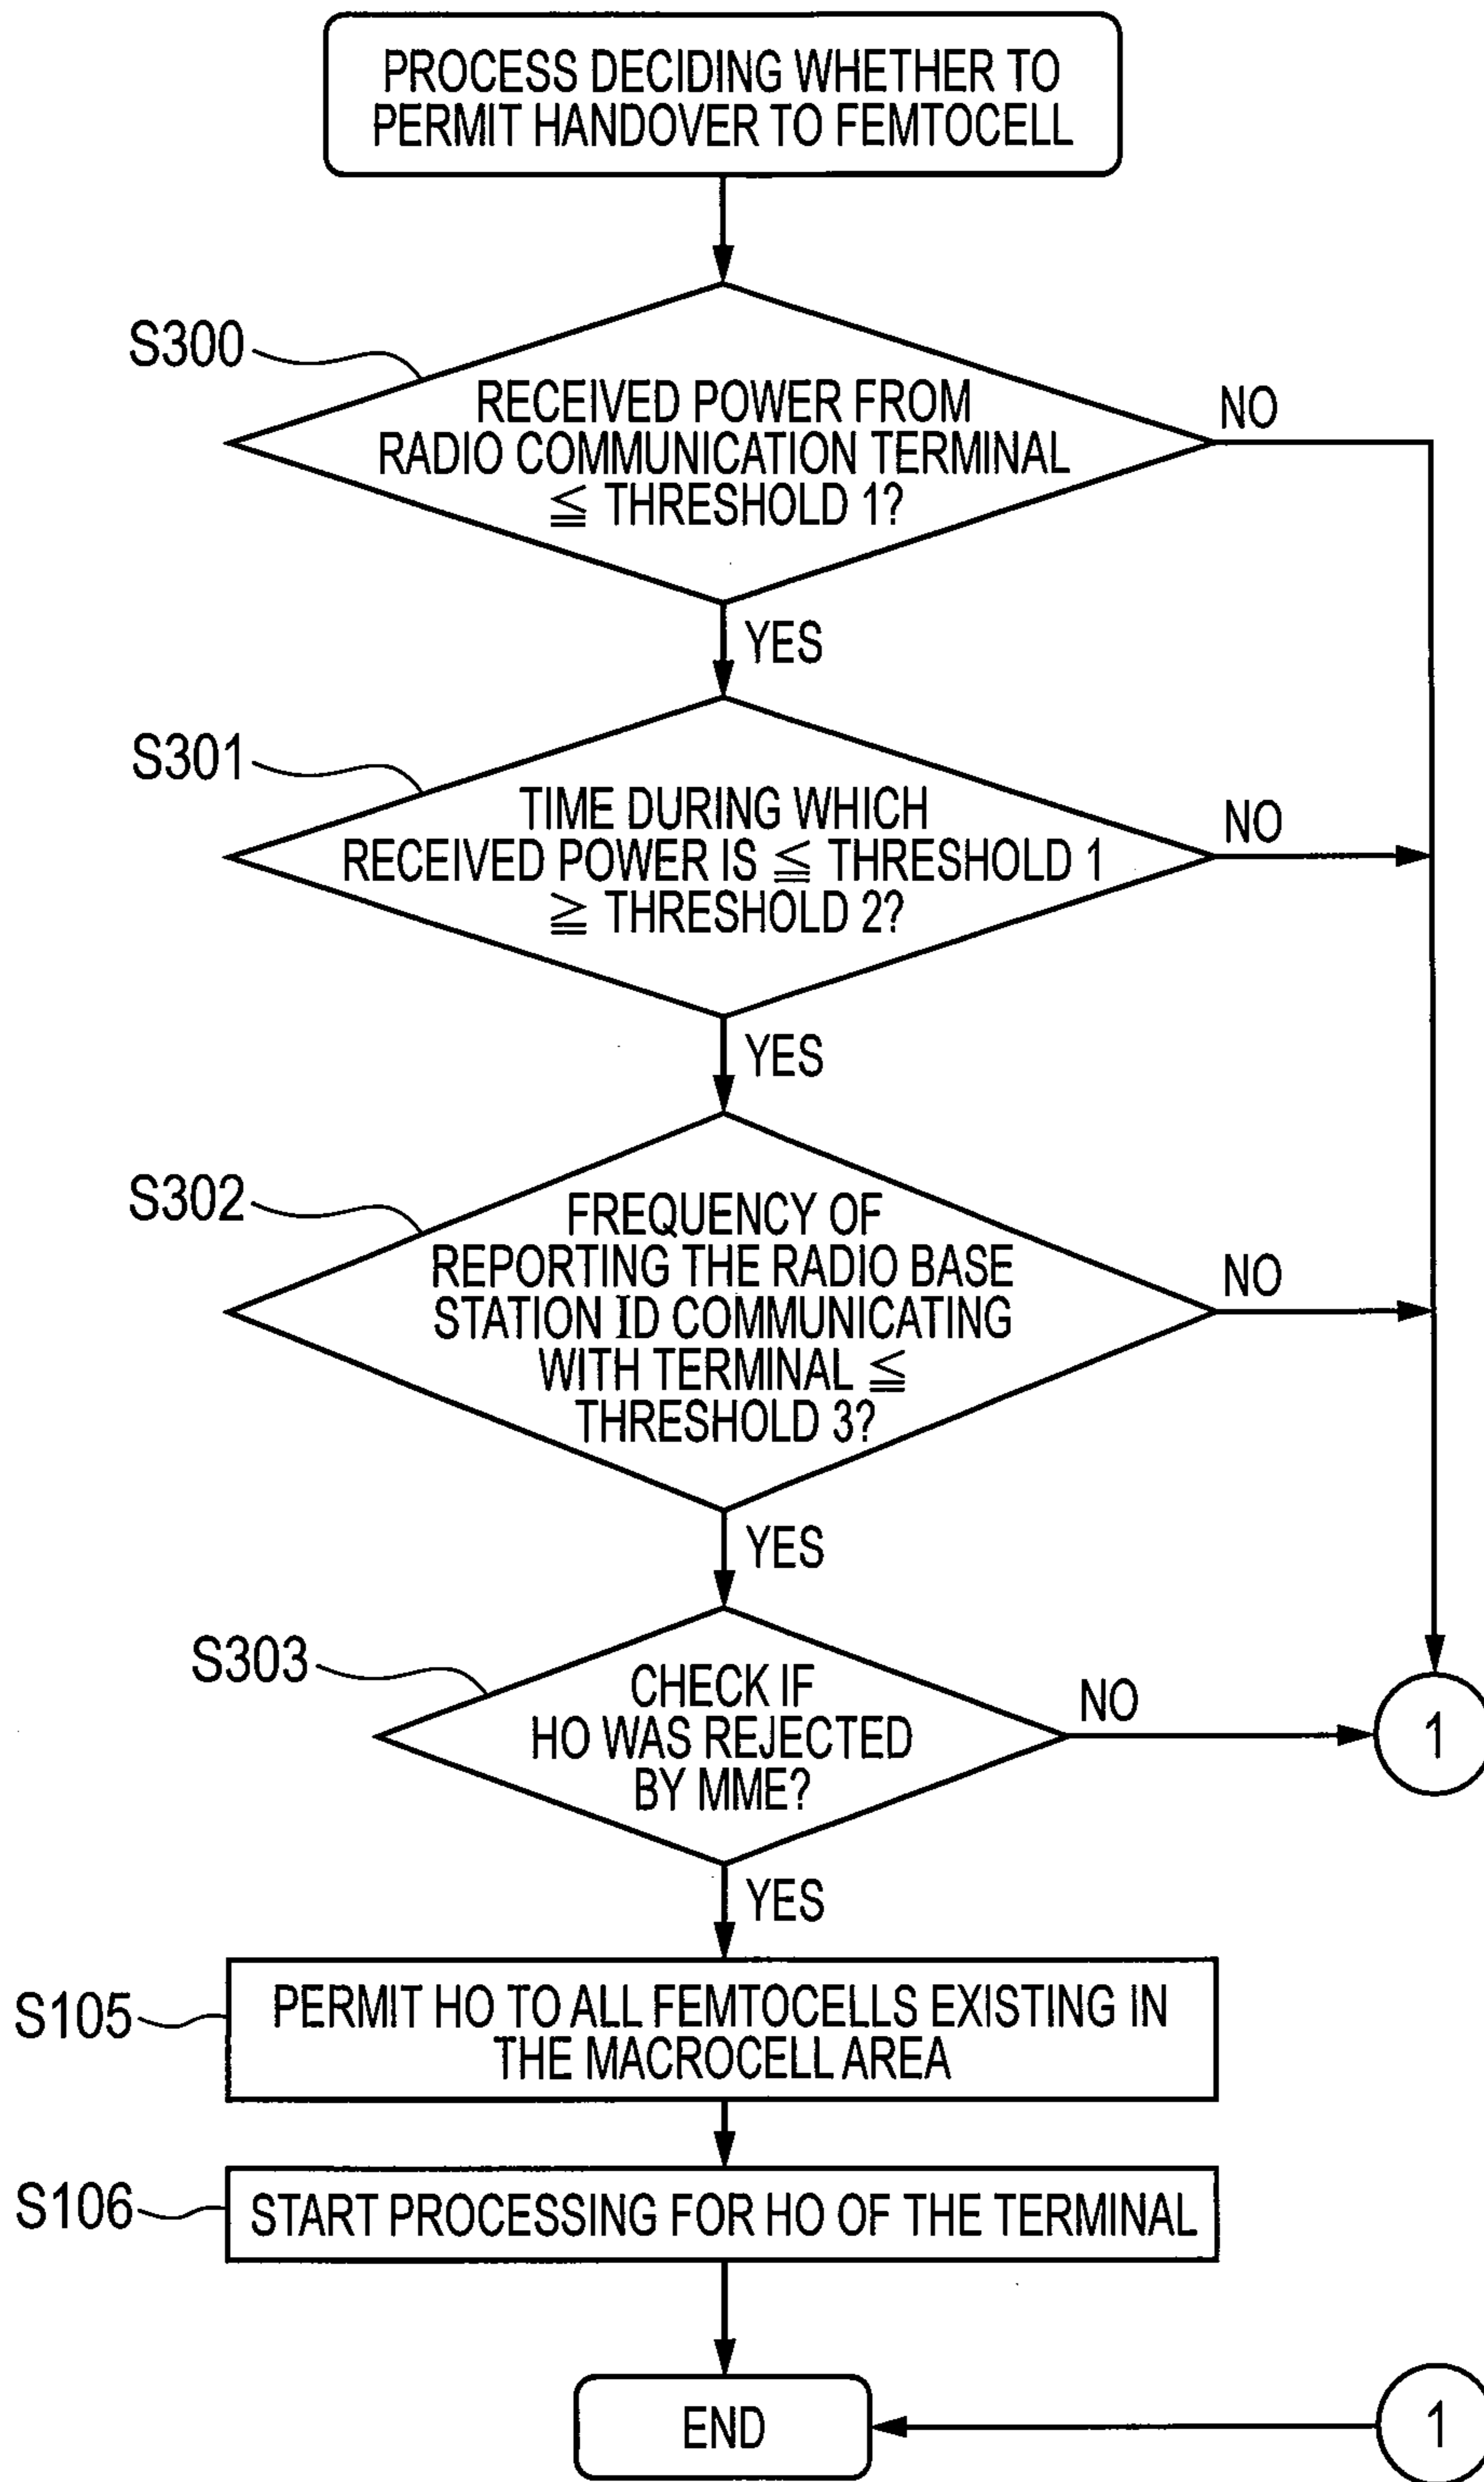 PROCESS DECIDING WHETHER TO
PERMIT HANDOVER TO FEMTOCELL
S300
RECEIVED POWER FROM
RADIO COMMUNICATION TERMINAL
≦ THRESHOLD 1?
NO
YES
S301
TIME DURING WHICH
RECEIVED POWER IS ≦ THRESHOLD 1
≧ THRESHOLD 2?
NO
YES
S302
FREQUENCY OF
REPORTING THE RADIO BASE
STATION ID COMMUNICATING
WITH TERMINAL ≦
THRESHOLD 3?
NO
YES
S303
CHECK IF
HO WAS REJECTED
BY MME?
NO
1
YES
S105
PERMIT HO TO ALL FEMTOCELLS EXISTING IN
THE MACROCELL AREA
S106
START PROCESSING FOR HO OF THE TERMINAL
END
1